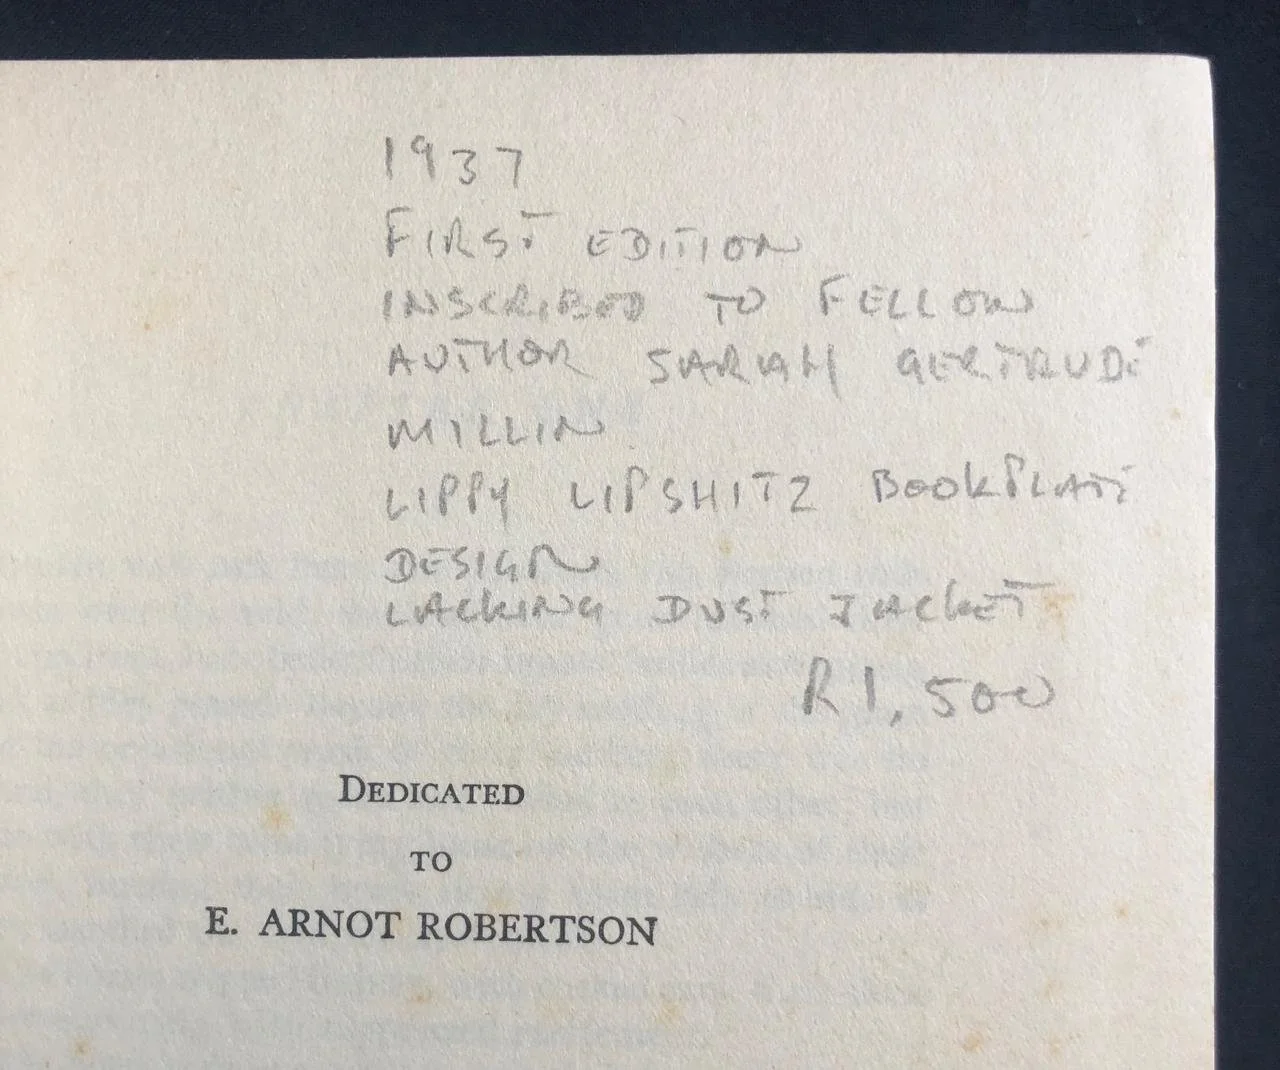 1937
FIRST EDITION
INSCRIBED TO FELLOW
AUTHOR SARAH GERTRUDE
MILLIN
LIPPY LIPSHITZ BOOKPLATE
DESIGN
LACKING DUST JACKET
R1,500
DEDICATED
TO
E. ARNOT ROBERTSON